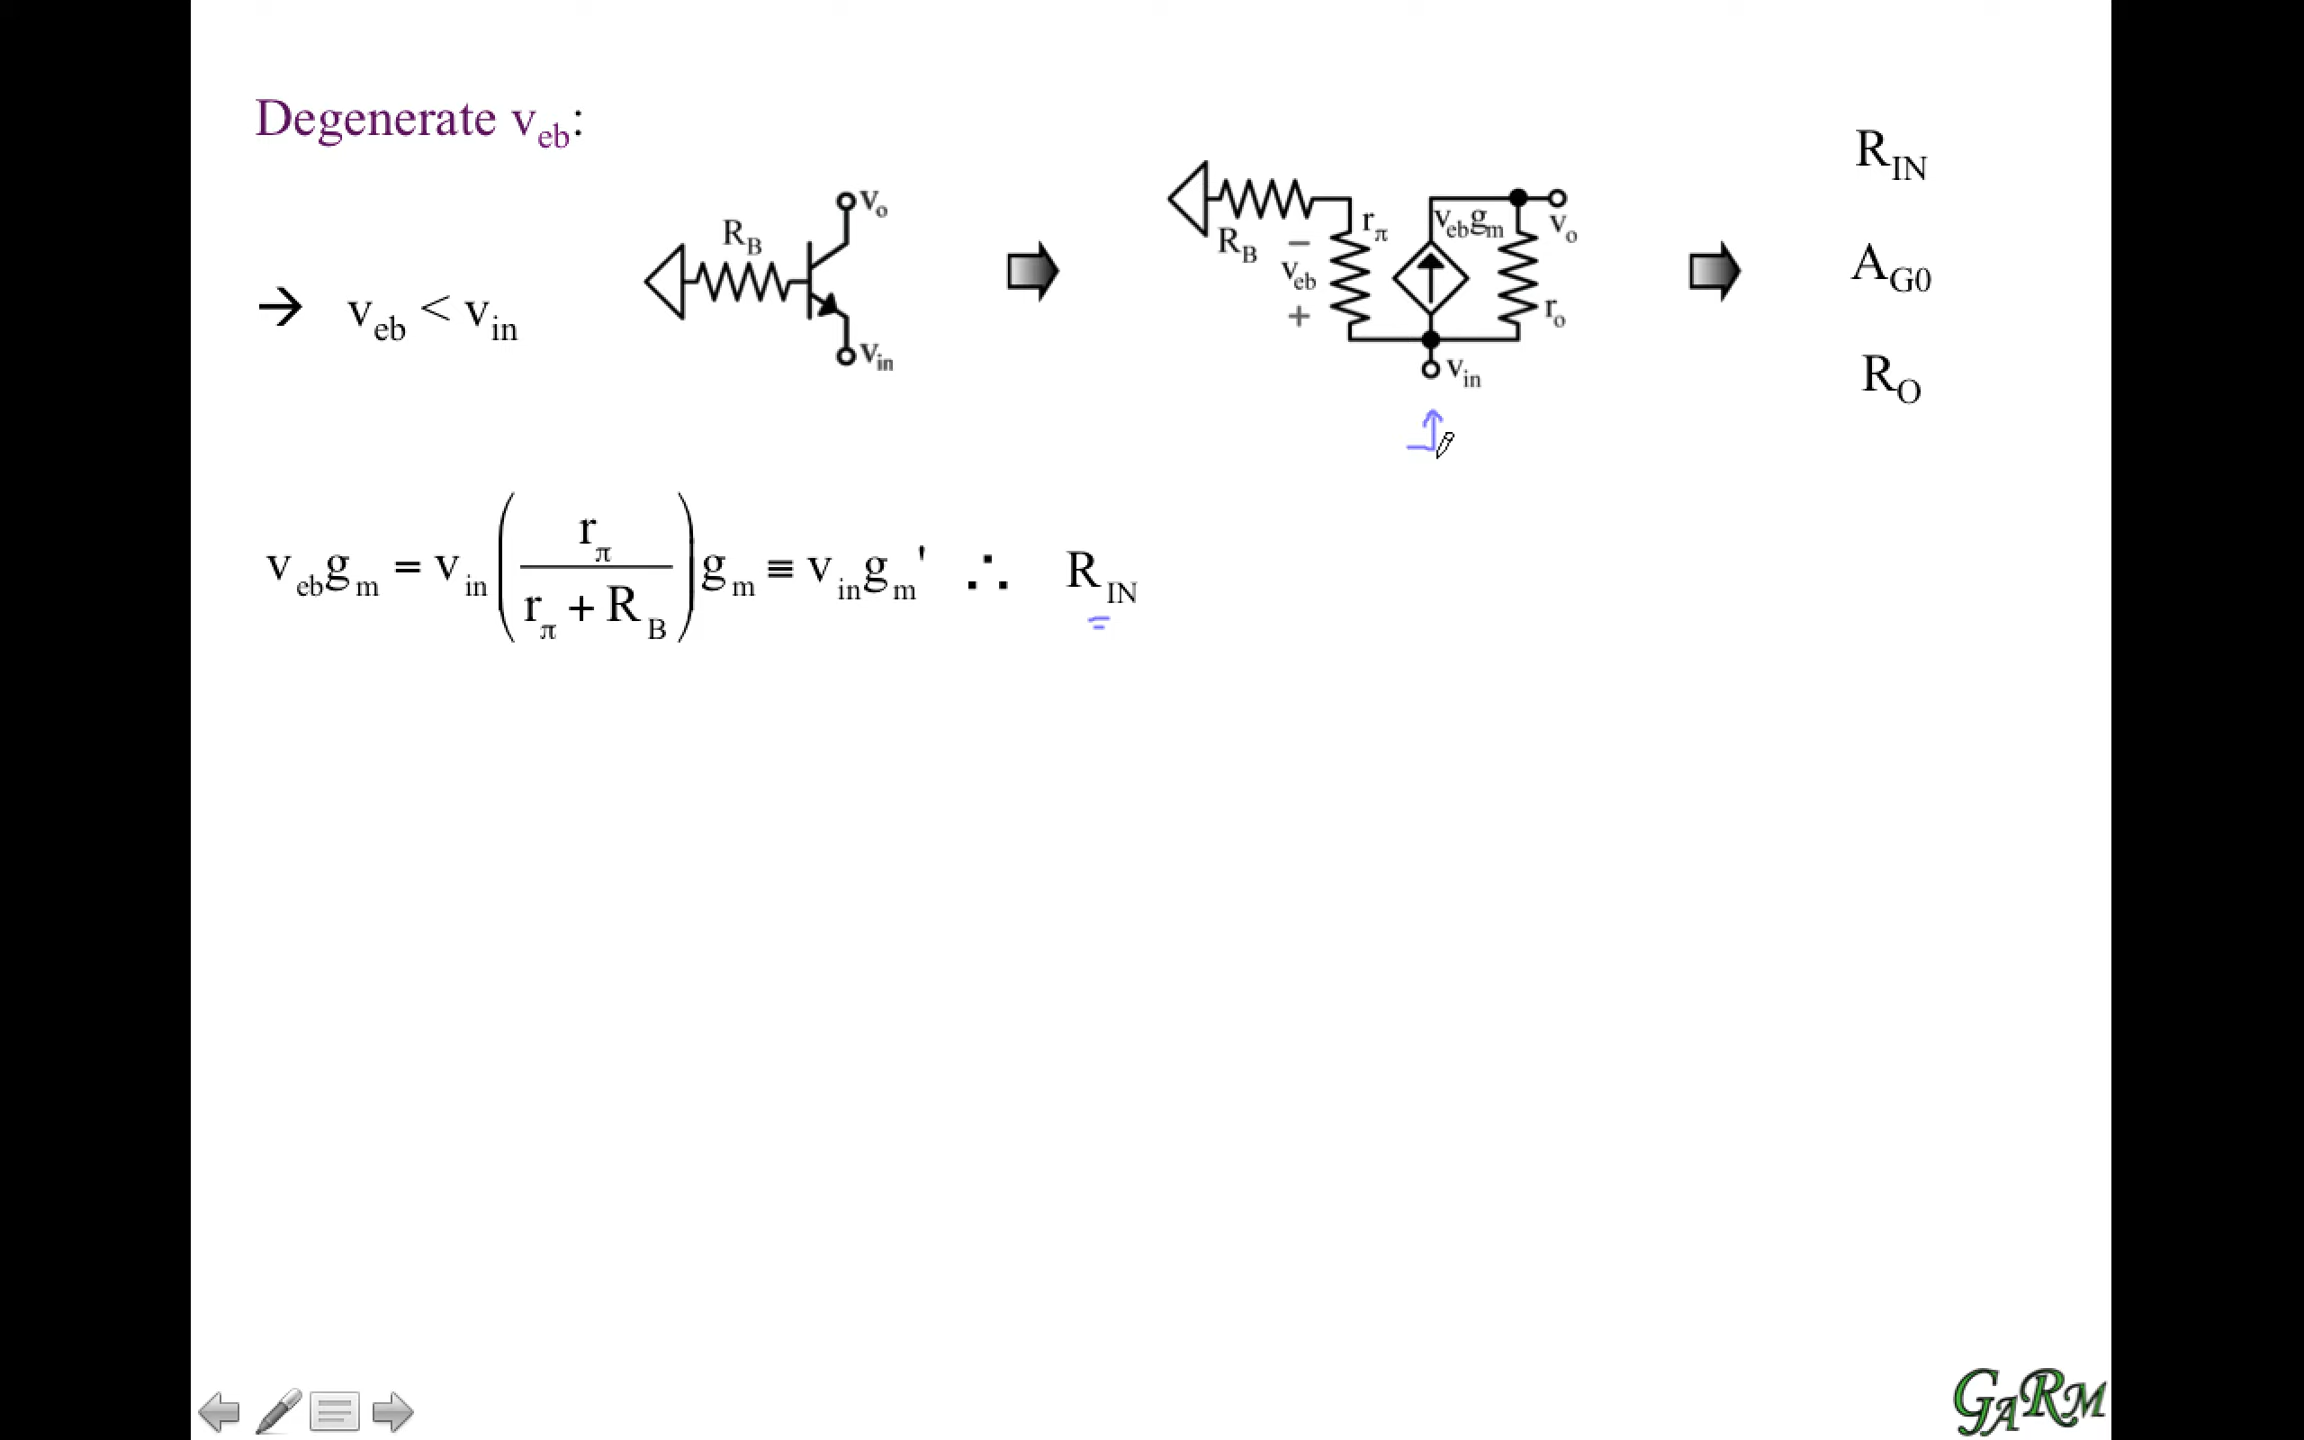 Degenerate v_eb:
→ v_eb < v_in
R_B
v_o
v_in
R_B
− v_eb +
r_π
v_eb g_m
r_o
v_o
v_in
R_IN
A_G0
R_O
v_eb g_m = v_in ( r_π / ( r_π + R_B ) ) g_m ≡ v_in g_m' ∴ R_IN
GARM